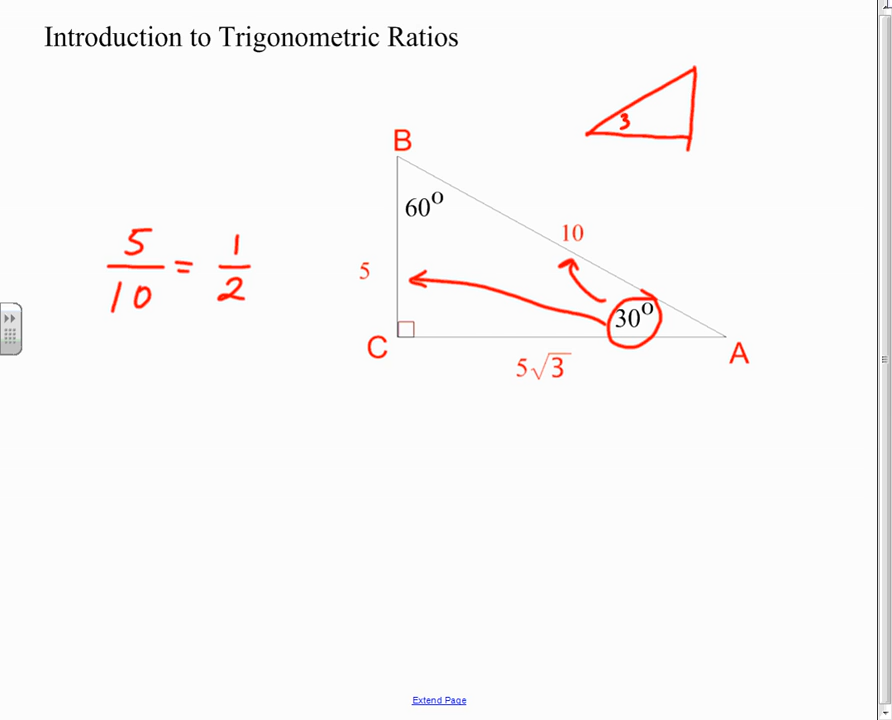 Introduction to Trigonometric Ratios
3
B
60°
10
5/10 = 1/2
5
30°
C
A
5√3
Extend Page